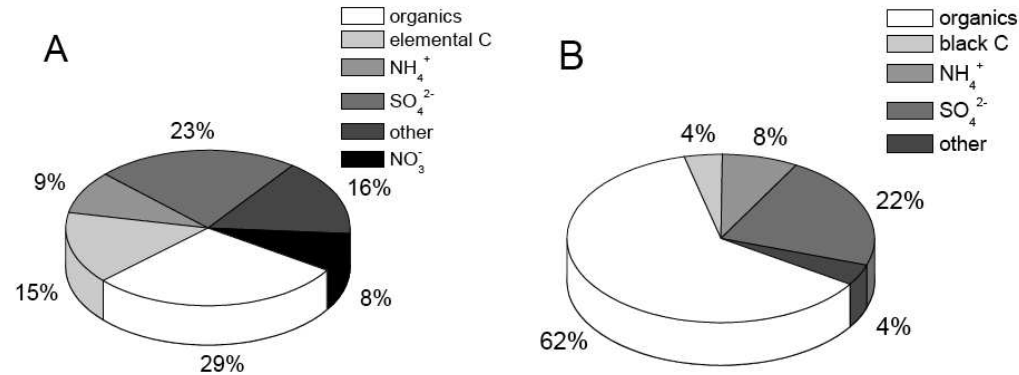 A
organics
elemental C
NH₄⁺
SO₄²⁻
other
NO₃⁻
23%
9%
16%
15%
8%
29%
B
organics
black C
NH₄⁺
SO₄²⁻
other
4%
8%
22%
62%
4%